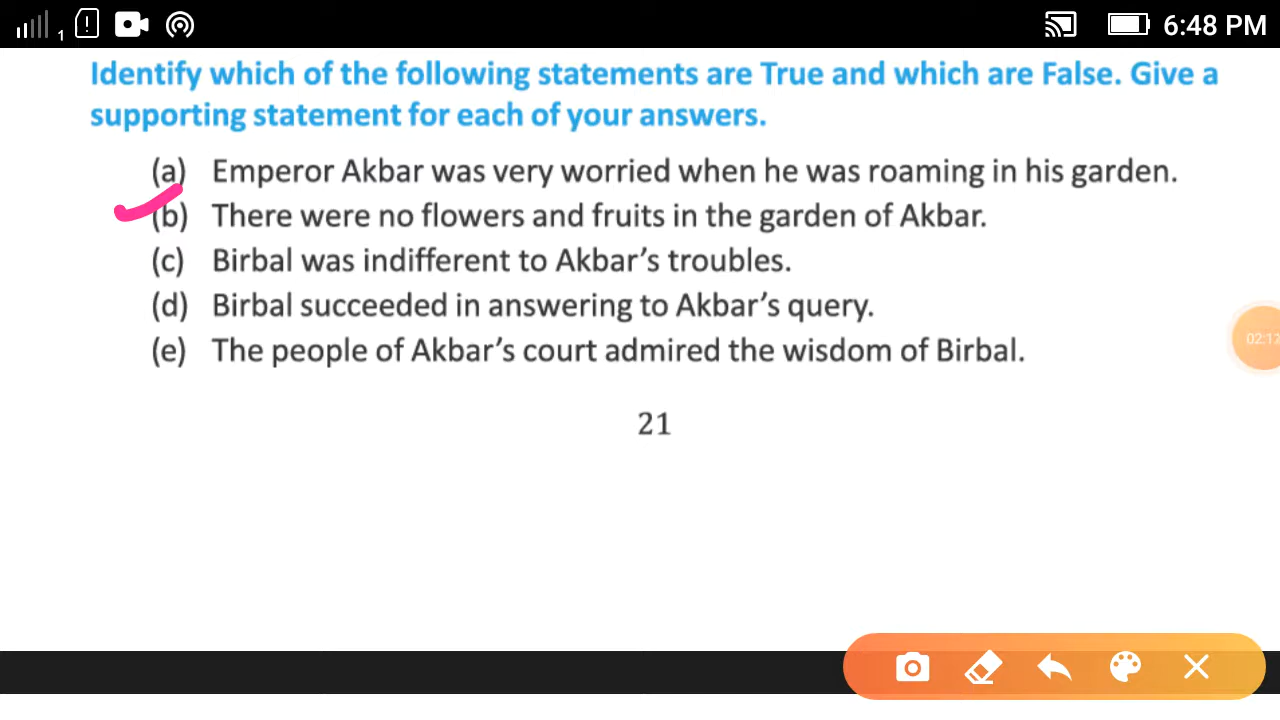 1 6:48 PM
Identify which of the following statements are True and which are False. Give a
supporting statement for each of your answers.
(a) Emperor Akbar was very worried when he was roaming in his garden.
(b) There were no flowers and fruits in the garden of Akbar.
(c) Birbal was indifferent to Akbar's troubles.
(d) Birbal succeeded in answering to Akbar's query.
(e) The people of Akbar's court admired the wisdom of Birbal.
21